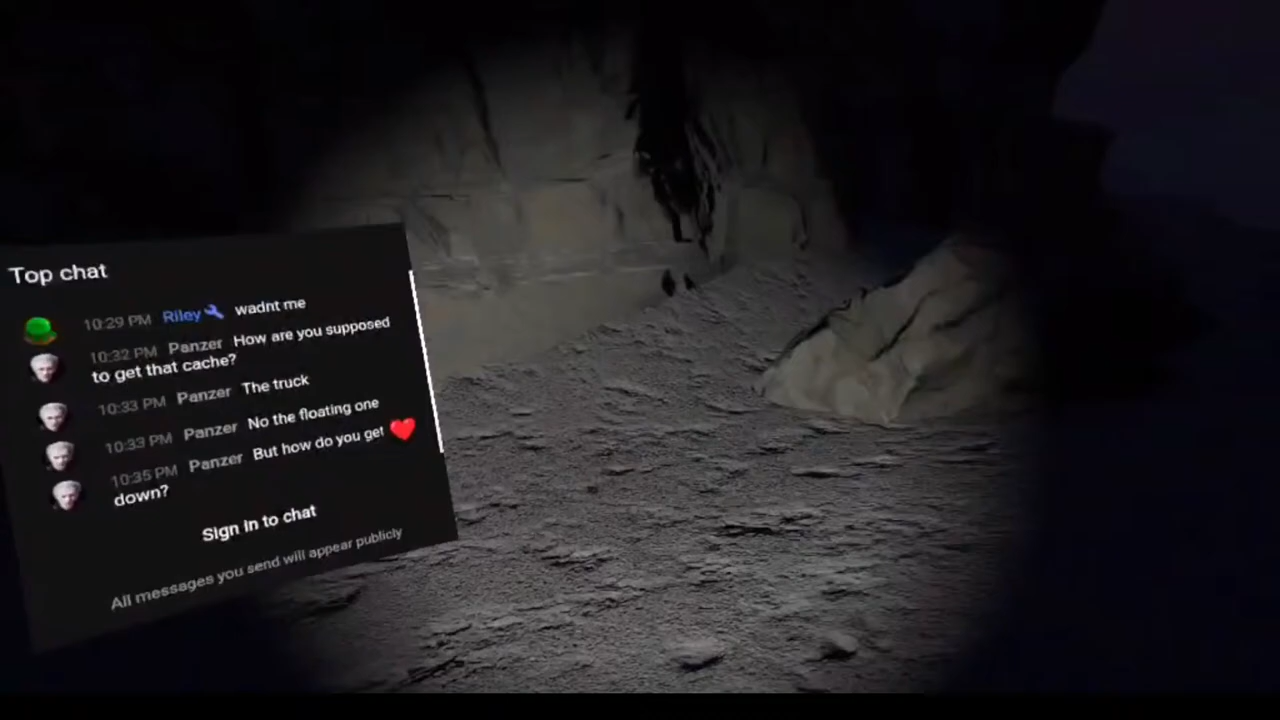 Top chat
10:29 PM Riley wadnt me
10:32 PM Panzer How are you supposed
to get that cache?
10:33 PM Panzer The truck
10:33 PM Panzer No the floating one
10:35 PM Panzer But how do you get
down?
Sign in to chat
All messages you send will appear publicly